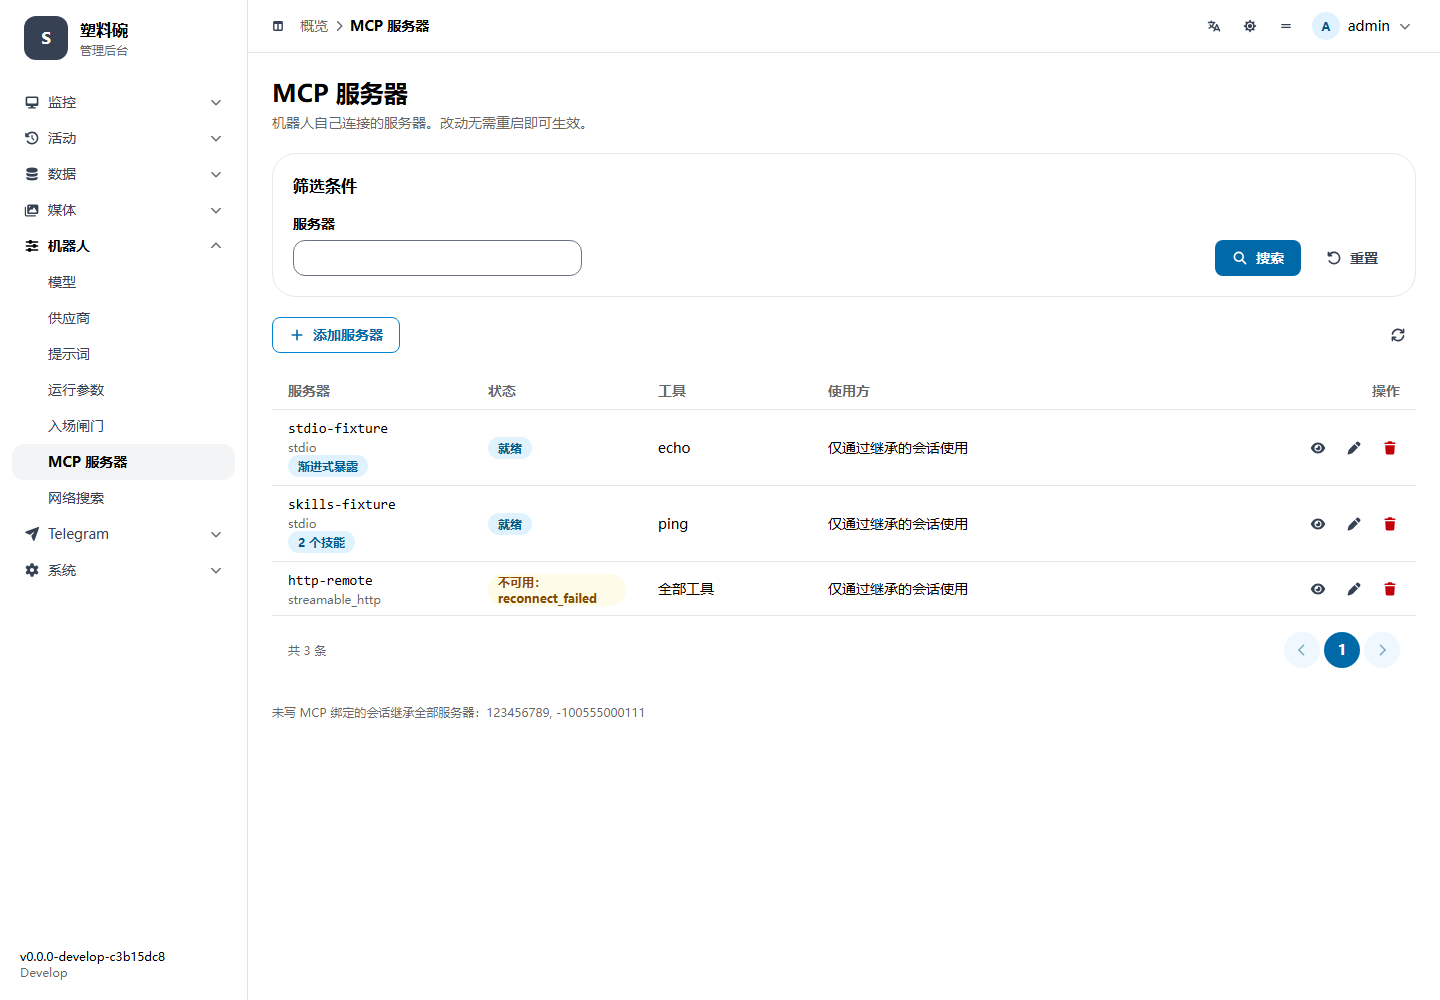 S
塑料碗
管理后台
监控
活动
数据
媒体
机器人
模型
供应商
提示词
运行参数
入场闸门
MCP 服务器
网络搜索
Telegram
系统
v0.0.0-develop-c3b15dc8
Develop
概览
MCP 服务器
A
admin
MCP 服务器
机器人自己连接的服务器。改动无需重启即可生效。
筛选条件
服务器
搜索
重置
添加服务器
服务器 状态 工具 使用方 操作
stdio-fixture
stdio
渐进式暴露
就绪
echo
仅通过继承的会话使用
skills-fixture
stdio
2 个技能
就绪
ping
仅通过继承的会话使用
http-remote
streamable_http
不可用：
reconnect_failed
全部工具
仅通过继承的会话使用
共 3 条
1
未写 MCP 绑定的会话继承全部服务器：123456789, -100555000111